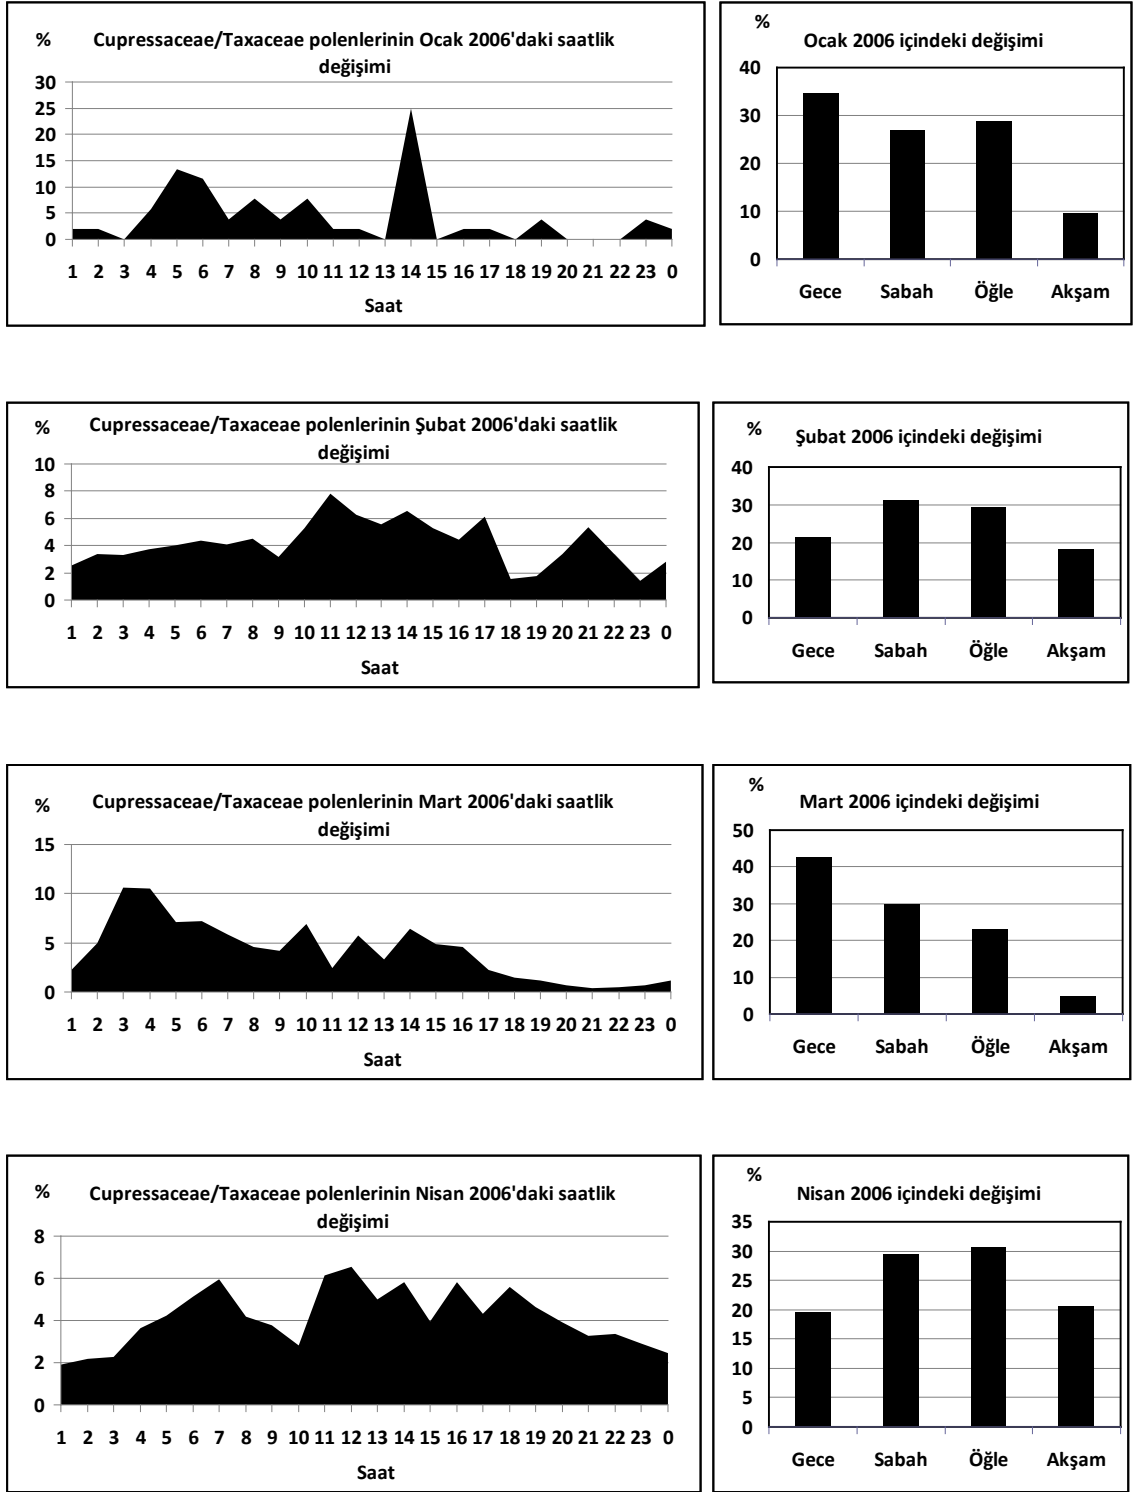 %
Cupressaceae/Taxaceae polenlerinin Ocak 2006'daki saatlik
değişimi
30
25
20
15
10
5
0
1 2 3 4 5 6 7 8 9 10 11 12 13 14 15 16 17 18 19 20 21 22 23 0
Saat
%
Ocak 2006 içindeki değişimi
40
30
20
10
0
Gece Sabah Öğle Akşam
%
Cupressaceae/Taxaceae polenlerinin Şubat 2006'daki saatlik
değişimi
10
8
6
4
2
0
1 2 3 4 5 6 7 8 9 10 11 12 13 14 15 16 17 18 19 20 21 22 23 0
Saat
%
Şubat 2006 içindeki değişimi
40
30
20
10
0
Gece Sabah Öğle Akşam
%
Cupressaceae/Taxaceae polenlerinin Mart 2006'daki saatlik
değişimi
15
10
5
0
1 2 3 4 5 6 7 8 9 10 11 12 13 14 15 16 17 18 19 20 21 22 23 0
Saat
%
Mart 2006 içindeki değişimi
50
40
30
20
10
0
Gece Sabah Öğle Akşam
%
Cupressaceae/Taxaceae polenlerinin Nisan 2006'daki saatlik
değişimi
8
6
4
2
0
1 2 3 4 5 6 7 8 9 10 11 12 13 14 15 16 17 18 19 20 21 22 23 0
Saat
%
Nisan 2006 içindeki değişimi
35
30
25
20
15
10
5
0
Gece Sabah Öğle Akşam